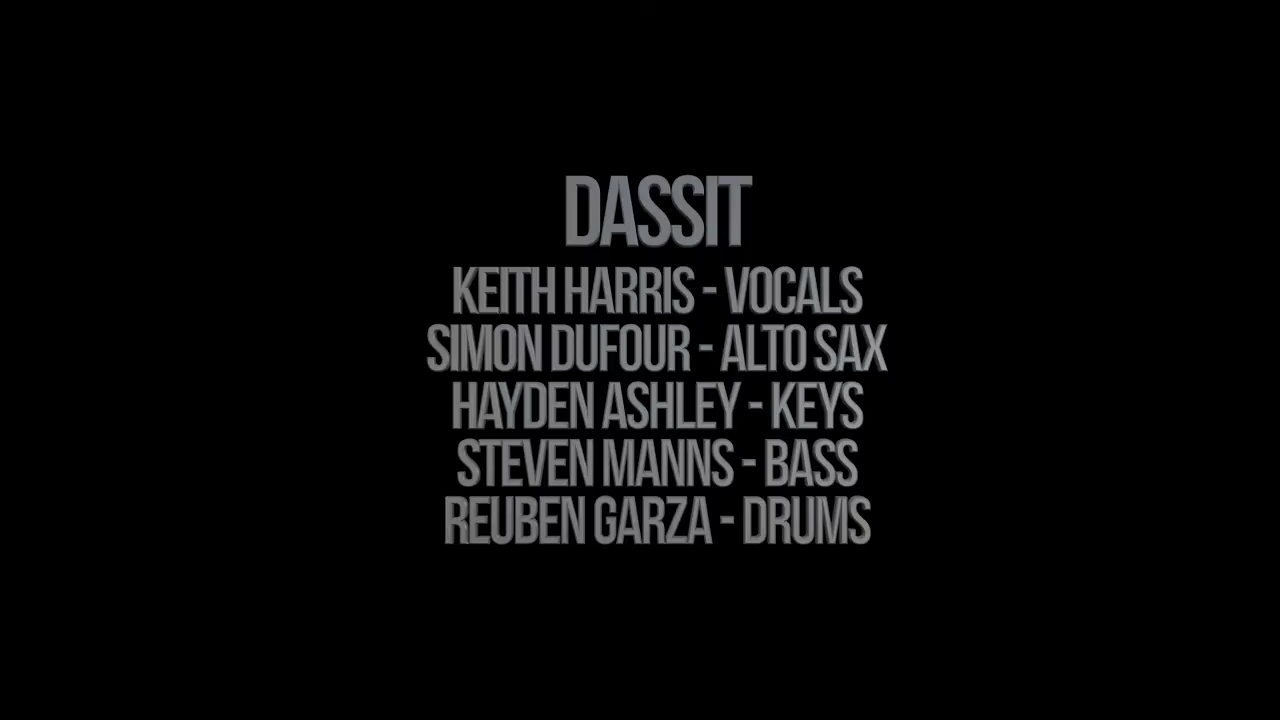 DASSIT
KEITH HARRIS - VOCALS
SIMON DUFOUR - ALTO SAX
HAYDEN ASHLEY - KEYS
STEVEN MANNS - BASS
REUBEN GARZA - DRUMS